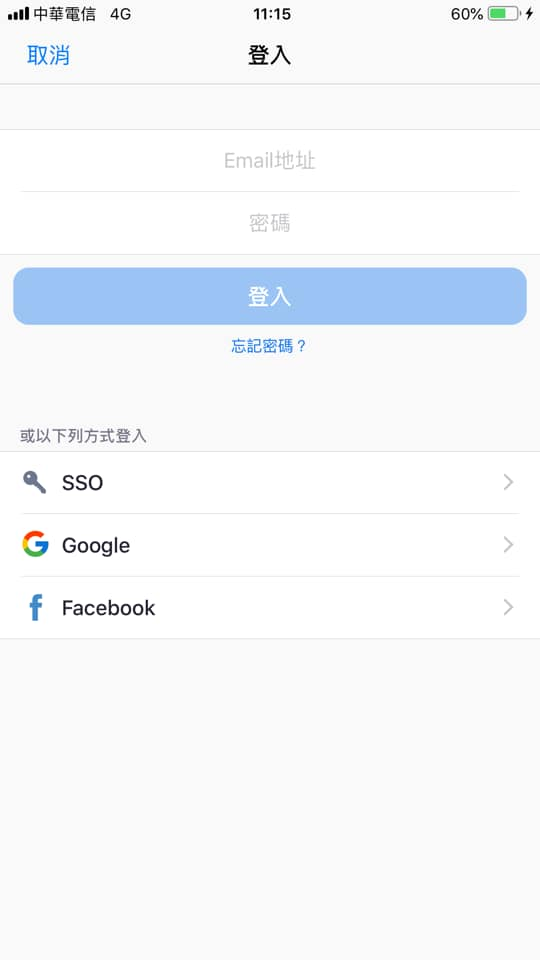 中華電信 4G 11:15 60%
取消 登入
Email地址
密碼
登入
忘記密碼？
或以下列方式登入
SSO
Google
Facebook